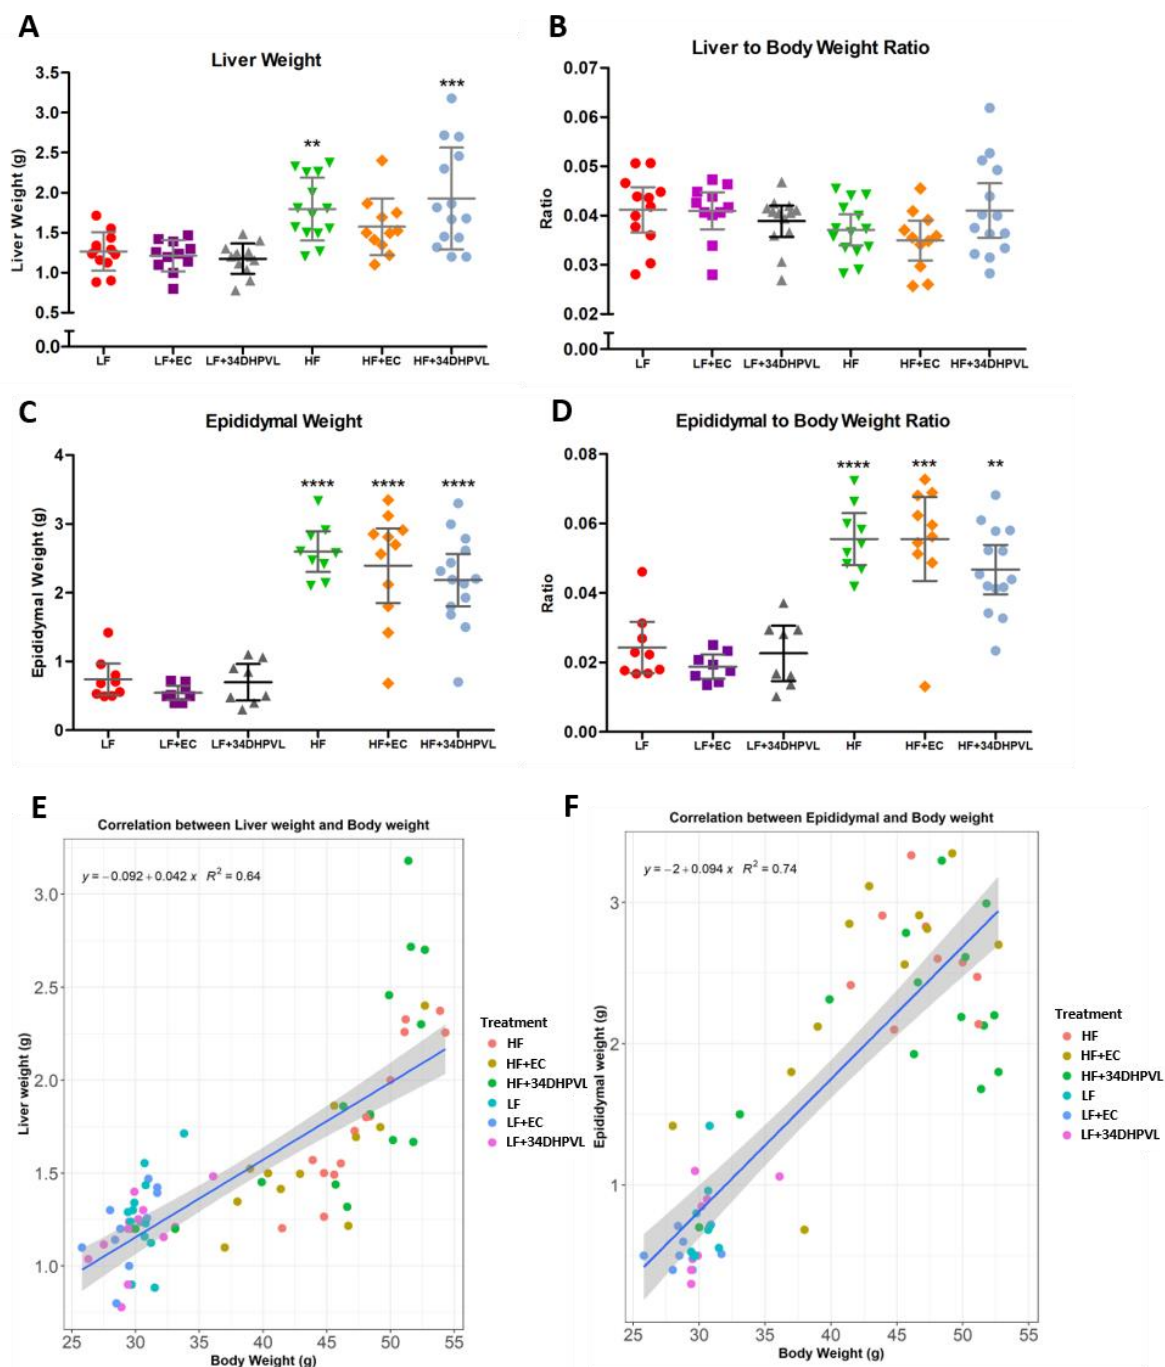 A
Liver Weight
Liver Weight (g)
3.5
3.0
2.5
2.0
1.5
1.0
0.5
0.0
**
***
LF
LF+EC
LF+34DHPVL
HF
HF+EC
HF+34DHPVL
B
Liver to Body Weight Ratio
Ratio
0.07
0.06
0.05
0.04
0.03
0.02
0.00
LF
LF+EC
LF+34DHPVL
HF
HF+EC
HF+34DHPVL
C
Epididymal Weight
Epididymal Weight (g)
4
3
2
1
0
****
****
****
LF
LF+EC
LF+34DHPVL
HF
HF+EC
HF+34DHPVL
D
Epididymal to Body Weight Ratio
Ratio
0.08
0.06
0.04
0.02
0.00
****
***
**
LF
LF+EC
LF+34DHPVL
HF
HF+EC
HF+34DHPVL
E
Correlation between Liver weight and Body weight
y = −0.092 + 0.042 x R² = 0.64
Liver weight (g)
3.0
2.5
2.0
1.5
1.0
25 30 35 40 45 50 55
Body Weight (g)
Treatment
HF
HF+EC
HF+34DHPVL
LF
LF+EC
LF+34DHPVL
F
Correlation between Epididymal and Body weight
y = −2 + 0.094 x R² = 0.74
Epididymal weight (g)
3
2
1
25 30 35 40 45 50 55
Body Weight (g)
Treatment
HF
HF+EC
HF+34DHPVL
LF
LF+EC
LF+34DHPVL